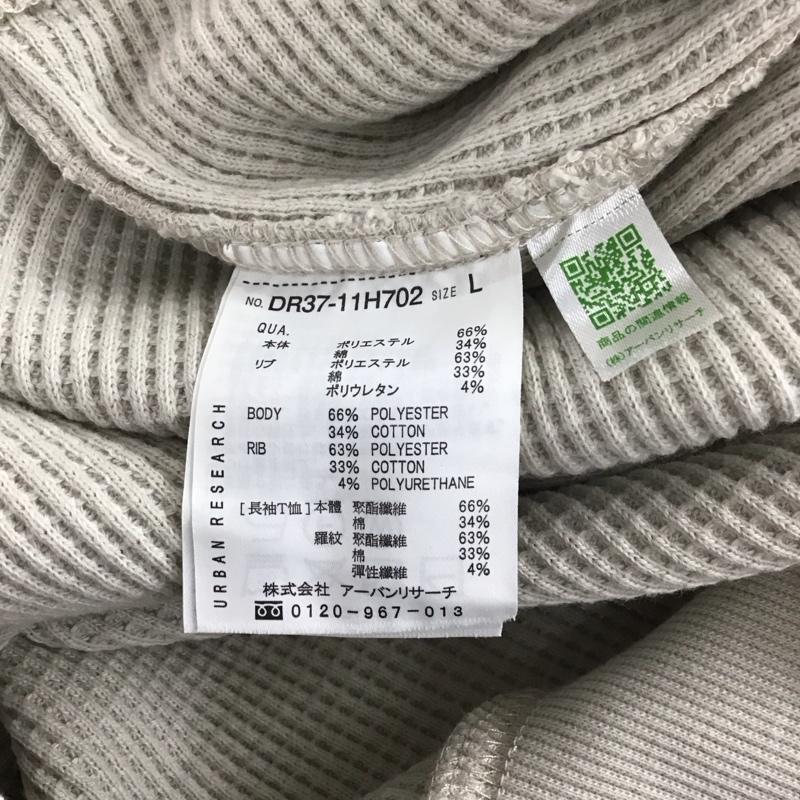 NO. DR37-11H702 SIZE L
QUA.
本体 ポリエステル 66%
綿 34%
リブ ポリエステル 63%
綿 33%
ポリウレタン 4%
BODY 66% POLYESTER
34% COTTON
RIB 63% POLYESTER
33% COTTON
4% POLYURETHANE
[長袖T恤]本體 聚酯纖維 66%
棉 34%
羅紋 聚酯纖維 63%
棉 33%
彈性纖維 4%
株式会社 アーバンリサーチ
0120-967-013
URBAN RESEARCH
商品の関連情報
(株)アーバンリサーチ